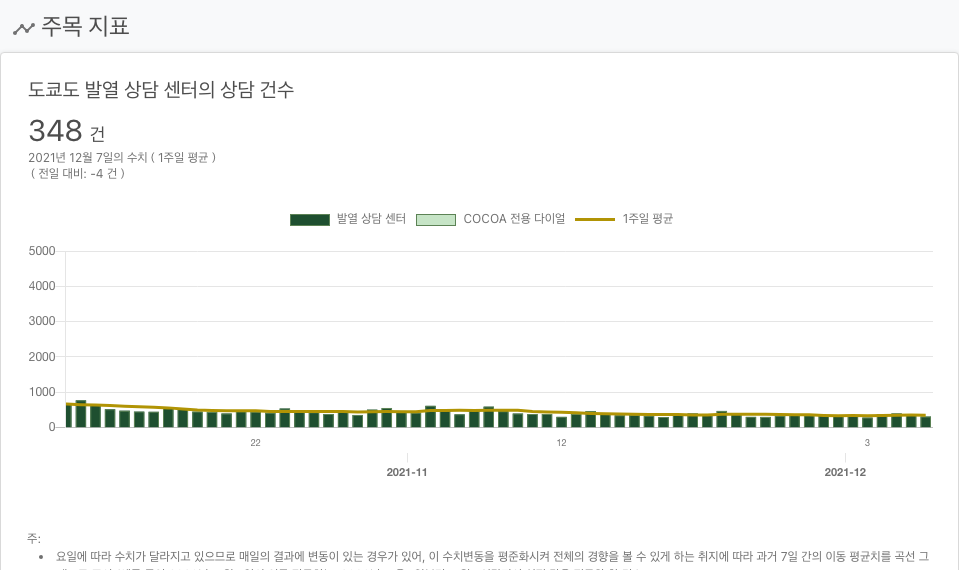 주목 지표
도쿄도 발열 상담 센터의 상담 건수
348 건
2021년 12월 7일의 수치 ( 1주일 평균 )
( 전일 대비: -4 건 )
발열 상담 센터 COCOA 전용 다이얼 1주일 평균
5000
4000
3000
2000
1000
0
22 12 3
2021-11 2021-12
주:
• 요일에 따라 수치가 달라지고 있으므로 매일의 결과에 변동이 있는 경우가 있어, 이 수치변동을 평준화시켜 전체의 경향을 볼 수 있게 하는 취지에 따라 과거 7일 간의 이동 평균치를 곡선 그